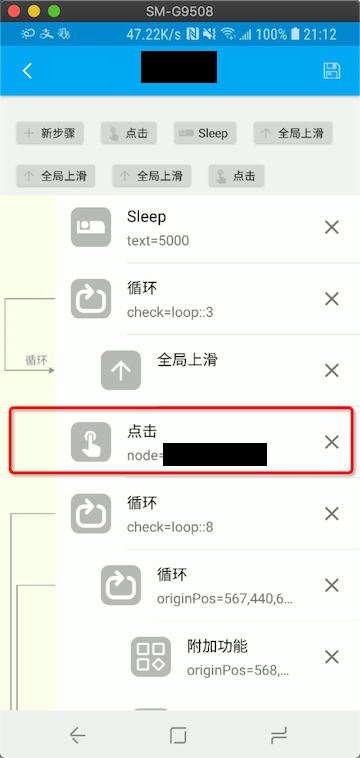 SM-G9508
47.22K/s 100% 21:12
新步骤 点击 Sleep 全局上滑
全局上滑 全局上滑 点击
Sleep
text=5000
循环
check=loop::3
循环
全局上滑
点击
node=
循环
check=loop::8
循环
originPos=567,440,6...
附加功能
originPos=568,...